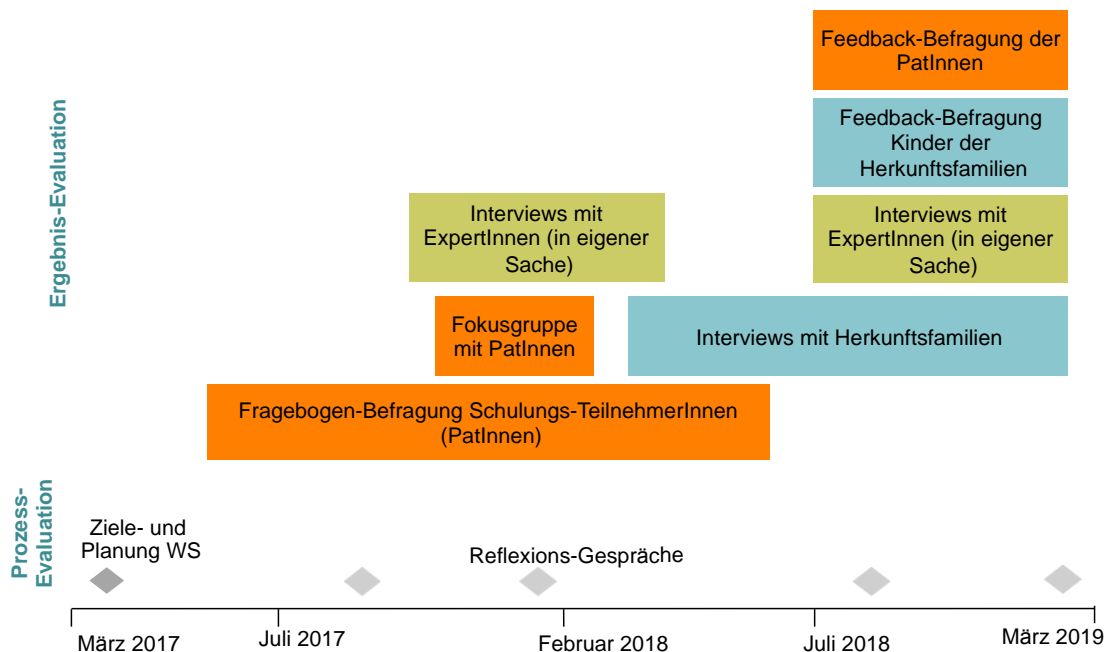 Ergebnis-Evaluation
Feedback-Befragung der
PatInnen
Feedback-Befragung
Kinder der
Herkunftsfamilien
Interviews mit
ExpertInnen (in eigener
Sache)
Interviews mit
ExpertInnen (in eigener
Sache)
Fokusgruppe
mit PatInnen
Interviews mit Herkunftsfamilien
Fragebogen-Befragung Schulungs-TeilnehmerInnen
(PatInnen)
Prozess-
Evaluation
Ziele- und
Planung WS
Reflexions-Gespräche
März 2017
Juli 2017
Februar 2018
Juli 2018
März 2019